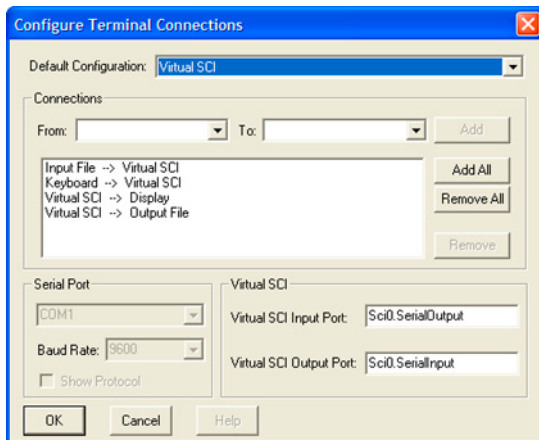 Configure Terminal Connections
Default Configuration: Virtual SCI
Connections
From: To: Add
Input File --> Virtual SCI
Keyboard --> Virtual SCI
Virtual SCI --> Display
Virtual SCI --> Output File
Add All
Remove All
Remove
Serial Port
COM1
Baud Rate: 9600
Show Protocol
Virtual SCI
Virtual SCI Input Port: Sci0.SerialOutput
Virtual SCI Output Port: Sci0.SerialInput
OK Cancel Help